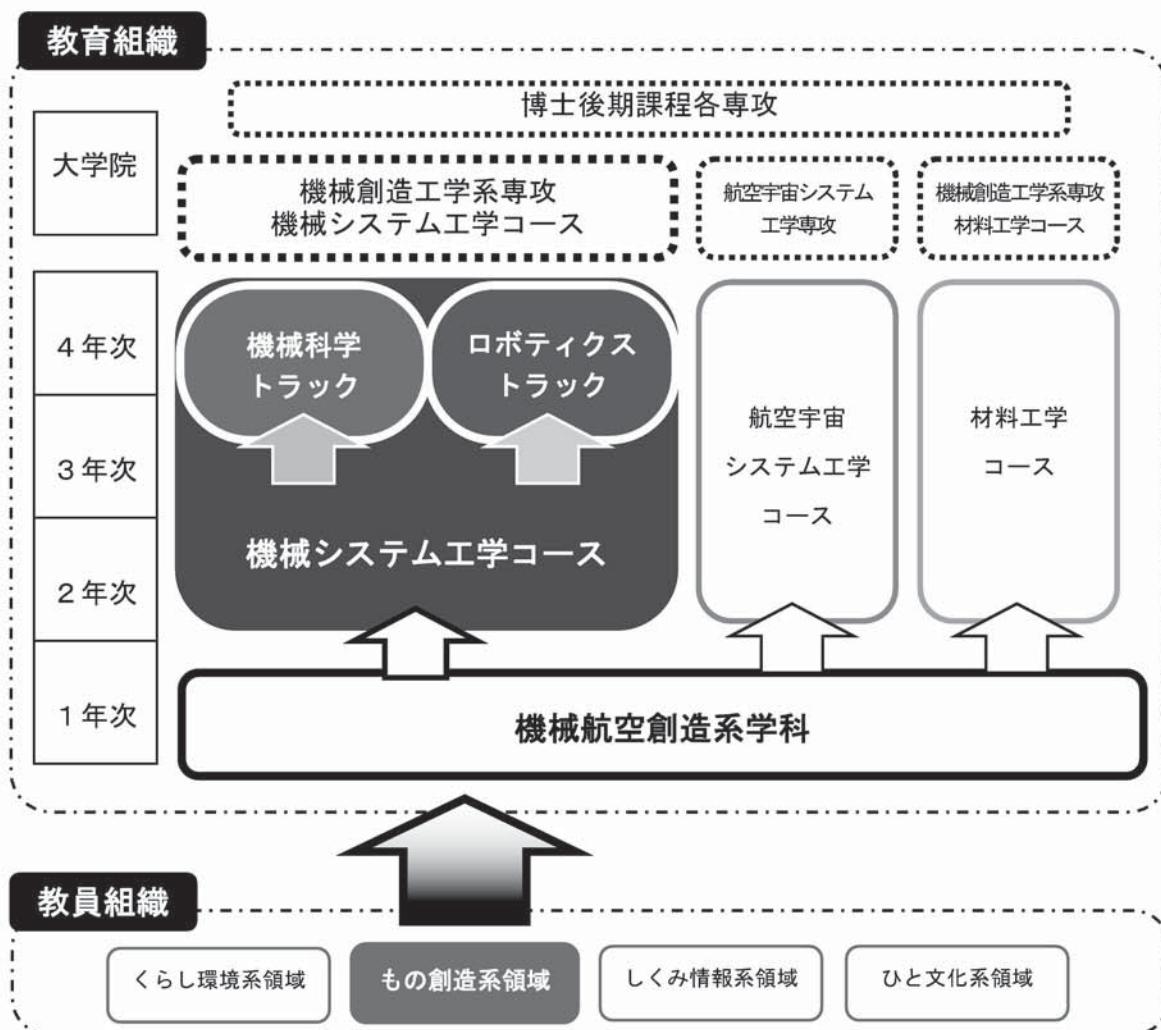 教育組織
博士後期課程各専攻
大学院
機械創造工学系専攻
機械システム工学コース
航空宇宙システム
工学専攻
機械創造工学系専攻
材料工学コース
4年次
3年次
2年次
1年次
機械科学
トラック
ロボティクス
トラック
機械システム工学コース
航空宇宙
システム工学
コース
材料工学
コース
機械航空創造系学科
教員組織
くらし環境系領域
もの創造系領域
しくみ情報系領域
ひと文化系領域